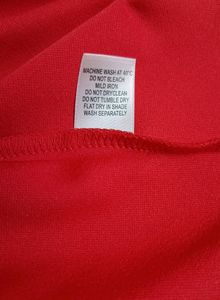 MACHINE WASH AT 40°C
DO NOT BLEACH
MILD IRON
DO NOT DRYCLEAN
DO NOT TUMBLE DRY
FLAT DRY IN SHADE
WASH SEPARATELY